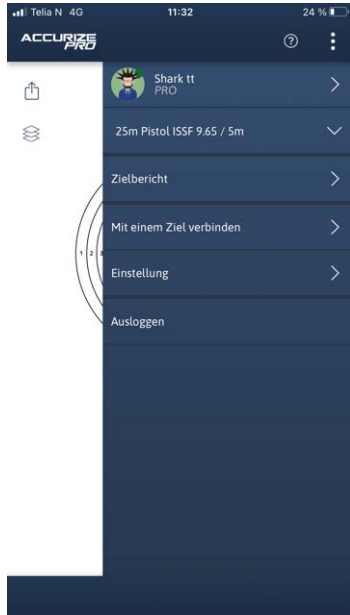 Telia N 4G 11:32 24 %
ACCURIZE
PRO
Shark tt
PRO
25m Pistol ISSF 9.65 / 5m
Zielbericht
Mit einem Ziel verbinden
Einstellung
Ausloggen
1 2 3